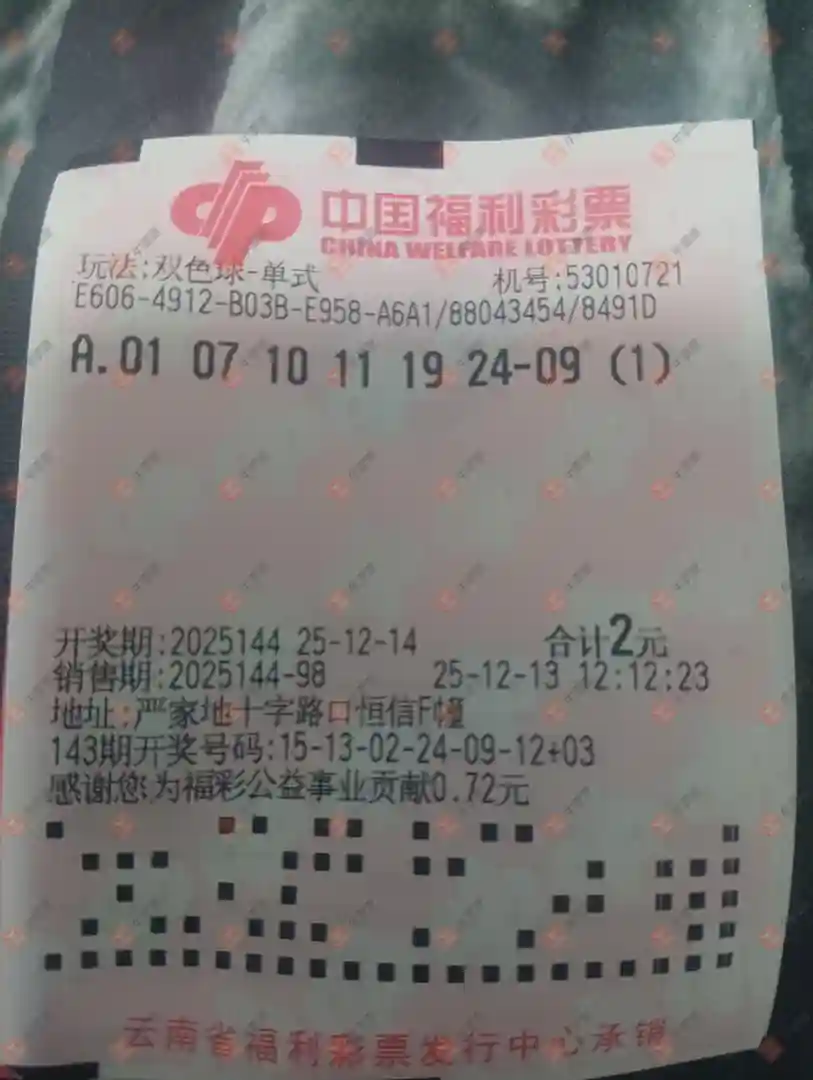 中国福利彩票
CHINA WELFARE LOTTERY
玩法:双色球-单式 机号:53010721
E606-4912-B03B-E958-A6A1/88043454/8491D
A.01 07 10 11 19 24-09 (1)
开奖期:2025144 25-12-14 合计2元
销售期:2025144-98 25-12-13 12:12:23
地址:严家地十字路口恒信F幢
143期开奖号码:15-13-02-24-09-12+03
感谢您为福彩公益事业贡献0.72元
云南省福利彩票发行中心承销